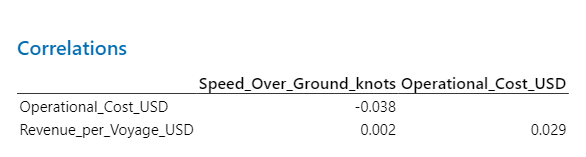 Correlations
Speed_Over_Ground_knots Operational_Cost_USD
Operational_Cost_USD -0.038
Revenue_per_Voyage_USD 0.002 0.029